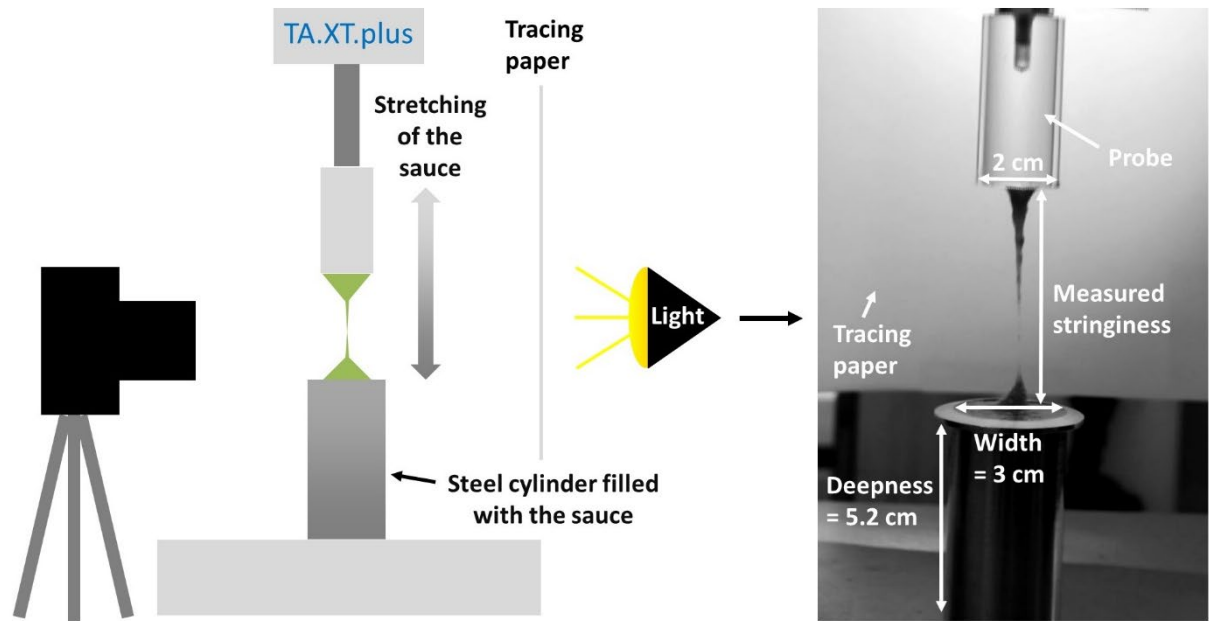 TA.XT.plus
Tracing
paper
Stretching
of the
sauce
Light
Steel cylinder filled
with the sauce
2 cm
Probe
Measured
stringiness
Tracing
paper
Width
= 3 cm
Deepness
= 5.2 cm